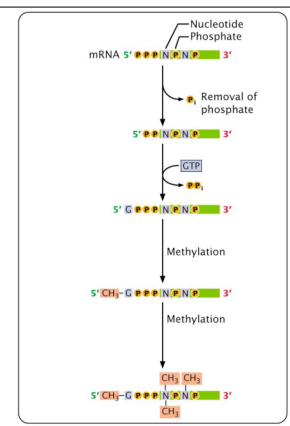 Nucleotide
Phosphate
mRNA 5′ P P P N P N P 3′
Pi Removal of
phosphate
5′ P P N P N P 3′
GTP
PPi
5′ G P P P N P N P 3′
Methylation
5′ CH3–G P P P N P N P 3′
Methylation
CH3 CH3
5′ CH3–G P P P N P N P 3′
CH3